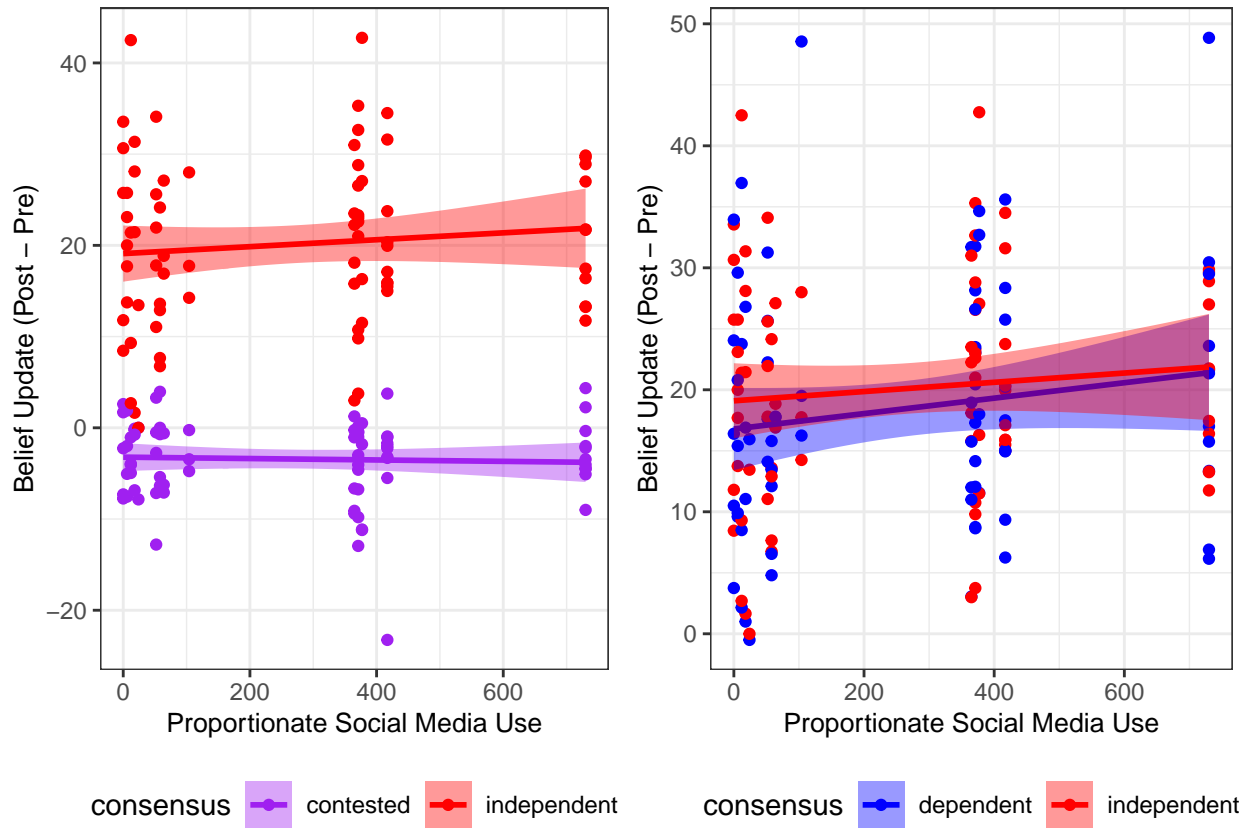 Belief Update (Post − Pre)
40
20
0
−20
0 200 400 600
Proportionate Social Media Use
consensus contested independent
Belief Update (Post − Pre)
50
40
30
20
10
0
0 200 400 600
Proportionate Social Media Use
consensus dependent independent